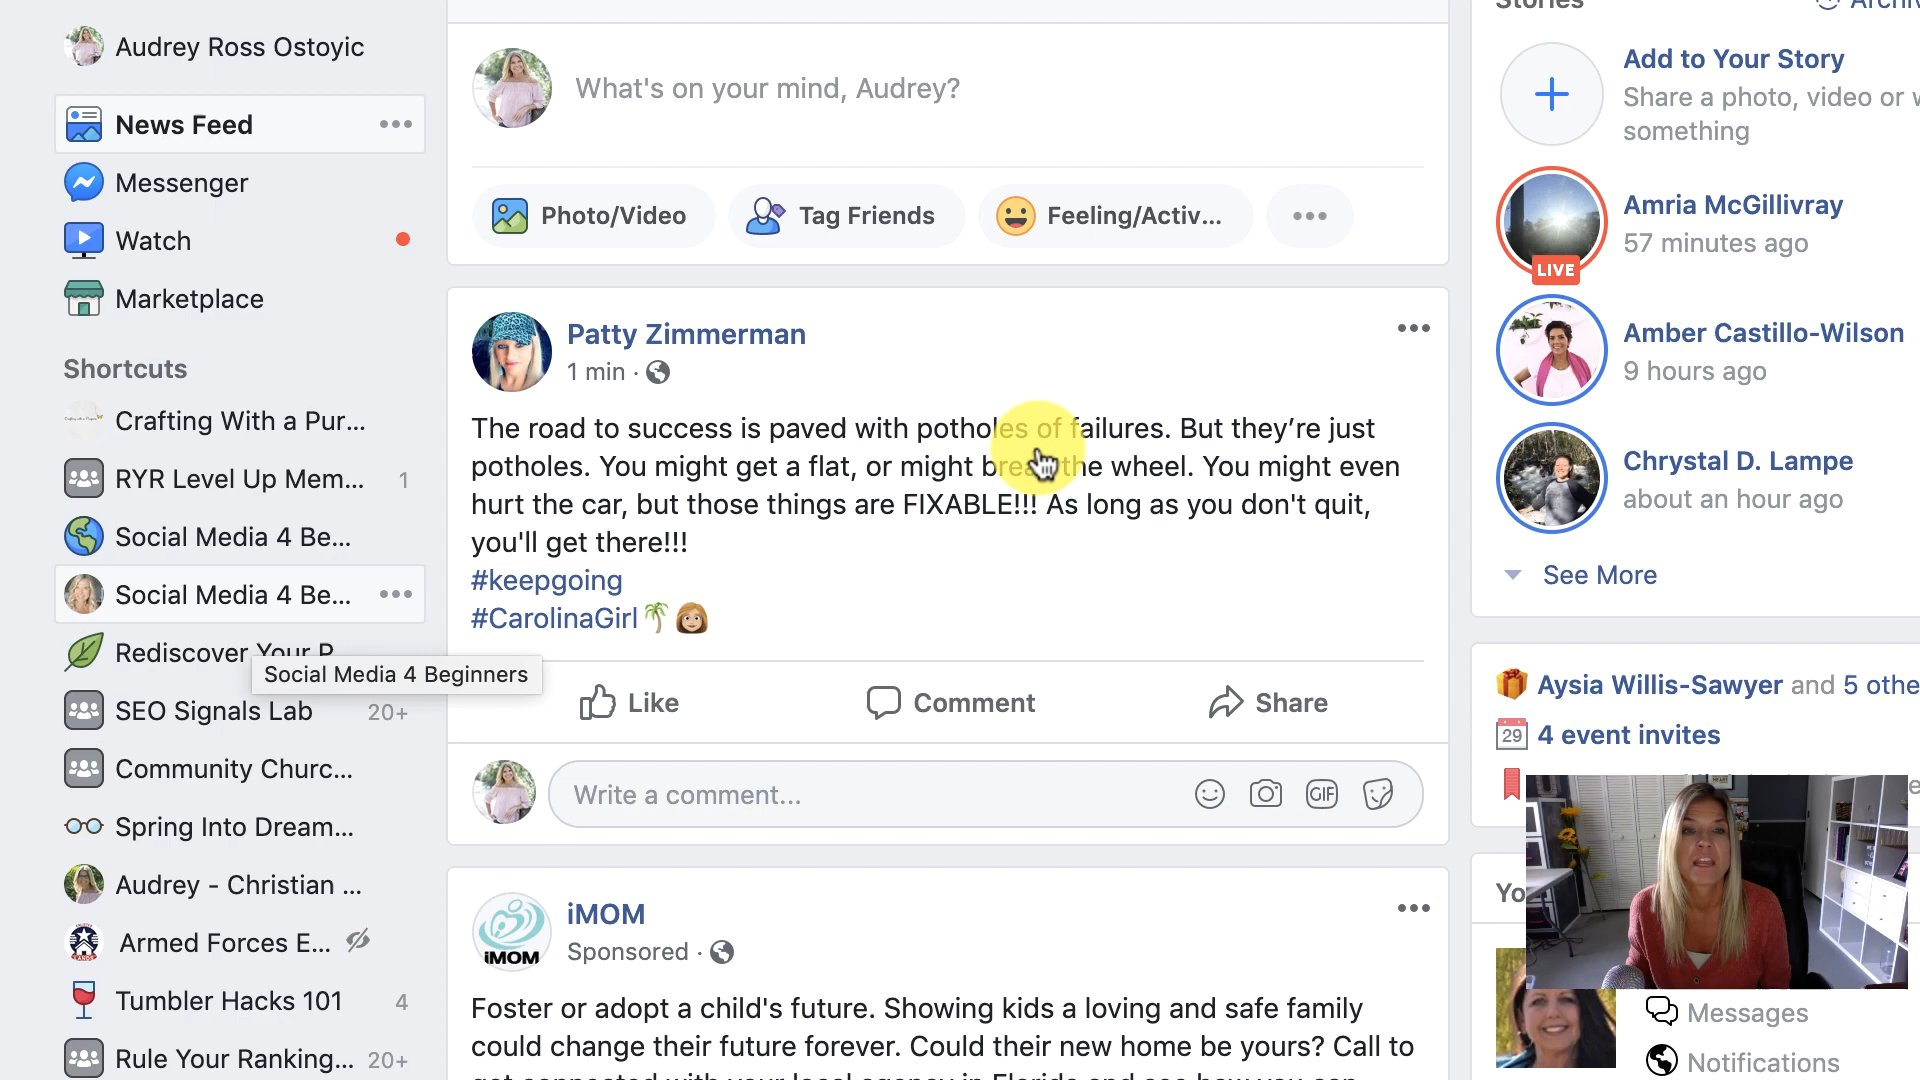 Audrey Ross Ostoyic
News Feed
Messenger
Watch
Marketplace
Shortcuts
Crafting With a Pur...
RYR Level Up Mem... 1
Social Media 4 Be...
Social Media 4 Be...
Rediscover Your P
Social Media 4 Beginners
SEO Signals Lab 20+
Community Churc...
Spring Into Dream...
Audrey - Christian ...
Armed Forces E...
Tumbler Hacks 101 4
Rule Your Ranking... 20+
What's on your mind, Audrey?
Photo/Video Tag Friends Feeling/Activ...
Patty Zimmerman
1 min ·
The road to success is paved with potholes of failures. But they’re just
potholes. You might get a flat, or might break the wheel. You might even
hurt the car, but those things are FIXABLE!!! As long as you don't quit,
you'll get there!!!
#keepgoing
#CarolinaGirl
Like Comment Share
Write a comment...
GIF
iMOM
iMOM
Sponsored ·
Foster or adopt a child's future. Showing kids a loving and safe family
could change their future forever. Could their new home be yours? Call to
Stories
Add to Your Story
Share a photo, video or
something
Amria McGillivray
57 minutes ago
LIVE
Amber Castillo-Wilson
9 hours ago
Chrystal D. Lampe
about an hour ago
See More
Aysia Willis-Sawyer and 5 othe
29 4 event invites
Yo
Messages
Notifications